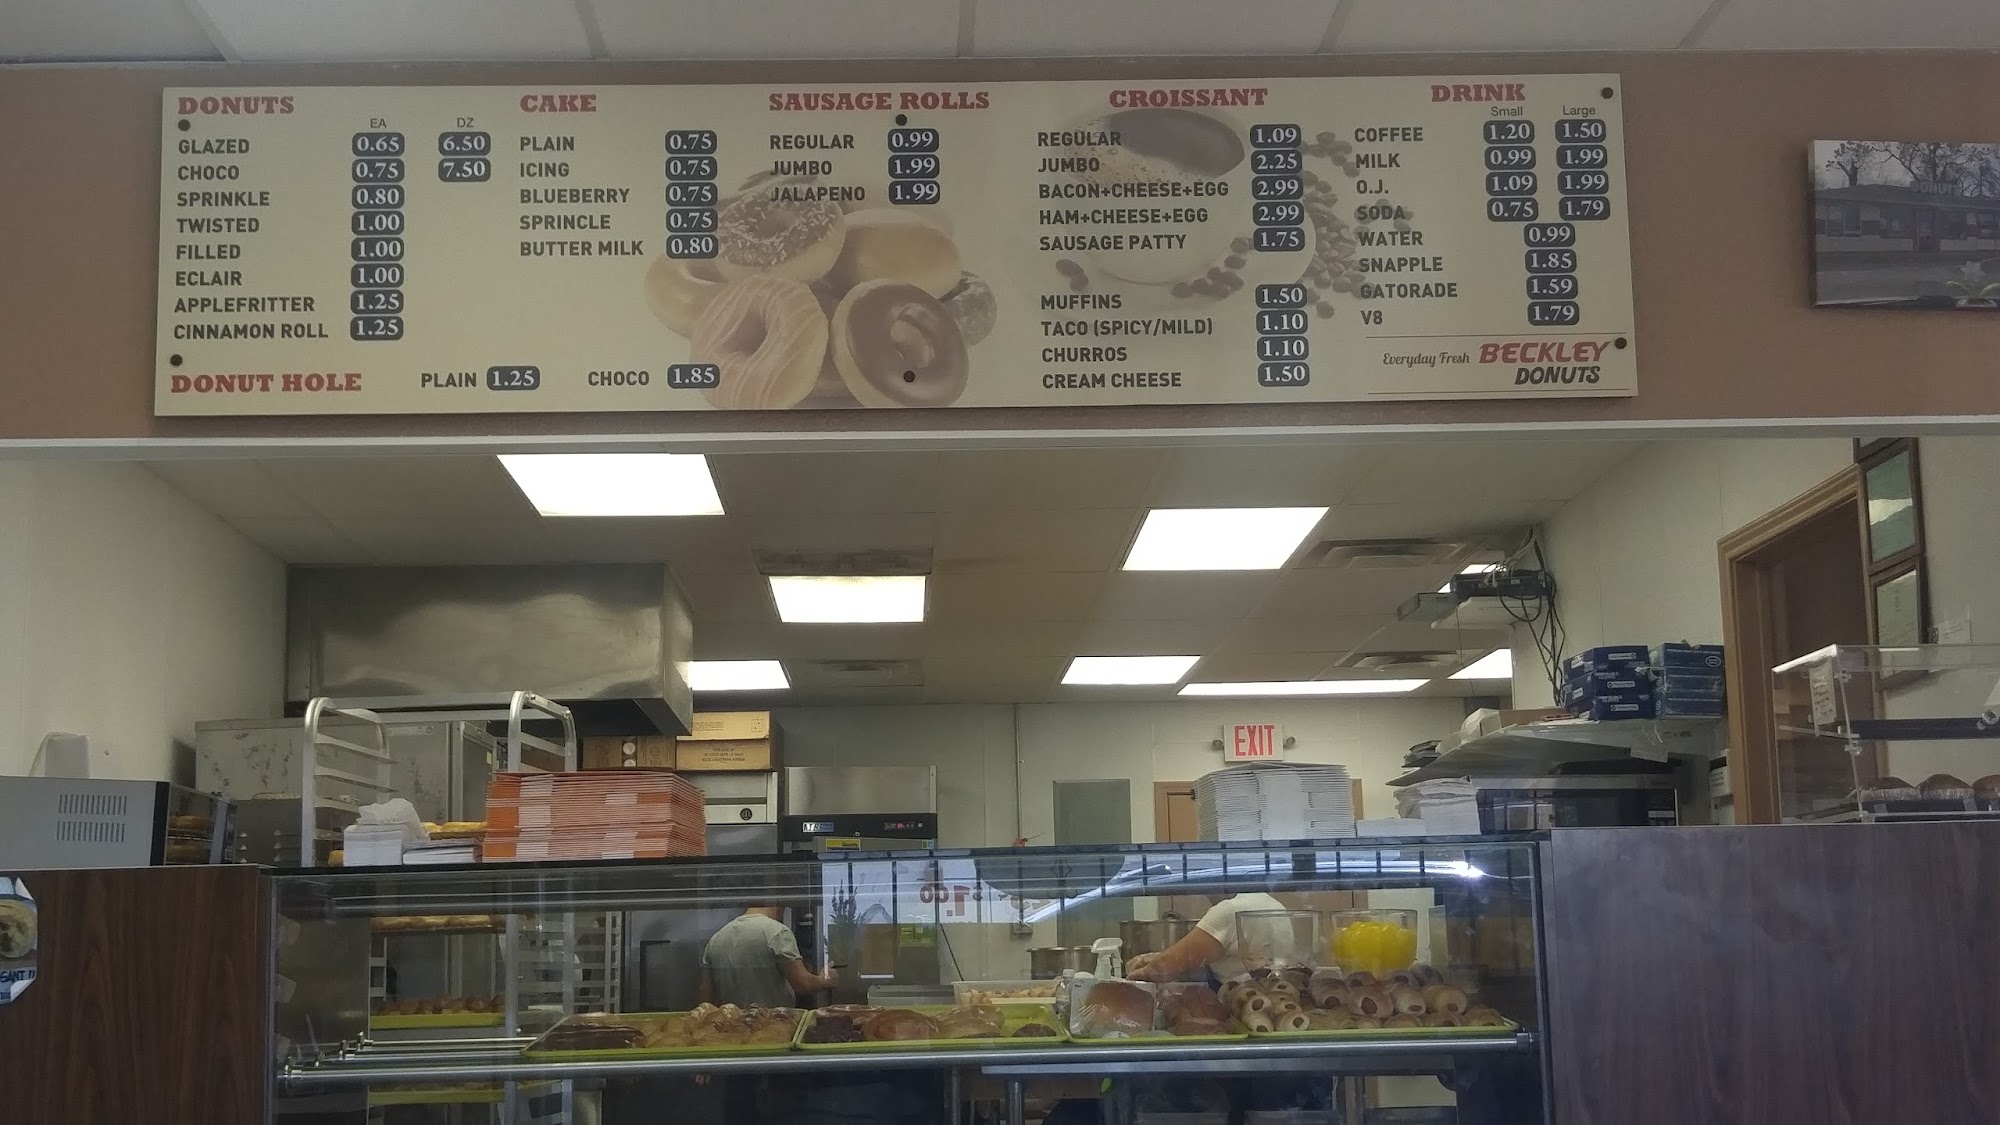 DONUTS
EA DZ
GLAZED 0.65 6.50
CHOCO 0.75 7.50
SPRINKLE 0.80
TWISTED 1.00
FILLED 1.00
ECLAIR 1.00
APPLEFRITTER 1.25
CINNAMON ROLL 1.25
DONUT HOLE PLAIN 1.25 CHOCO 1.85
CAKE
PLAIN 0.75
ICING 0.75
BLUEBERRY 0.75
SPRINCLE 0.75
BUTTER MILK 0.80
SAUSAGE ROLLS
REGULAR 0.99
JUMBO 1.99
JALAPENO 1.99
CROISSANT
REGULAR 1.09
JUMBO 2.25
BACON+CHEESE+EGG 2.99
HAM+CHEESE+EGG 2.99
SAUSAGE PATTY 1.75
MUFFINS 1.50
TACO (SPICY/MILD) 1.10
CHURROS 1.10
CREAM CHEESE 1.50
DRINK
Small Large
COFFEE 1.20 1.50
MILK 0.99 1.99
O.J. 1.09 1.99
SODA 0.75 1.79
WATER 0.99
SNAPPLE 1.85
GATORADE 1.59
V8 1.79
Everyday Fresh BECKLEY
DONUTS
EXIT